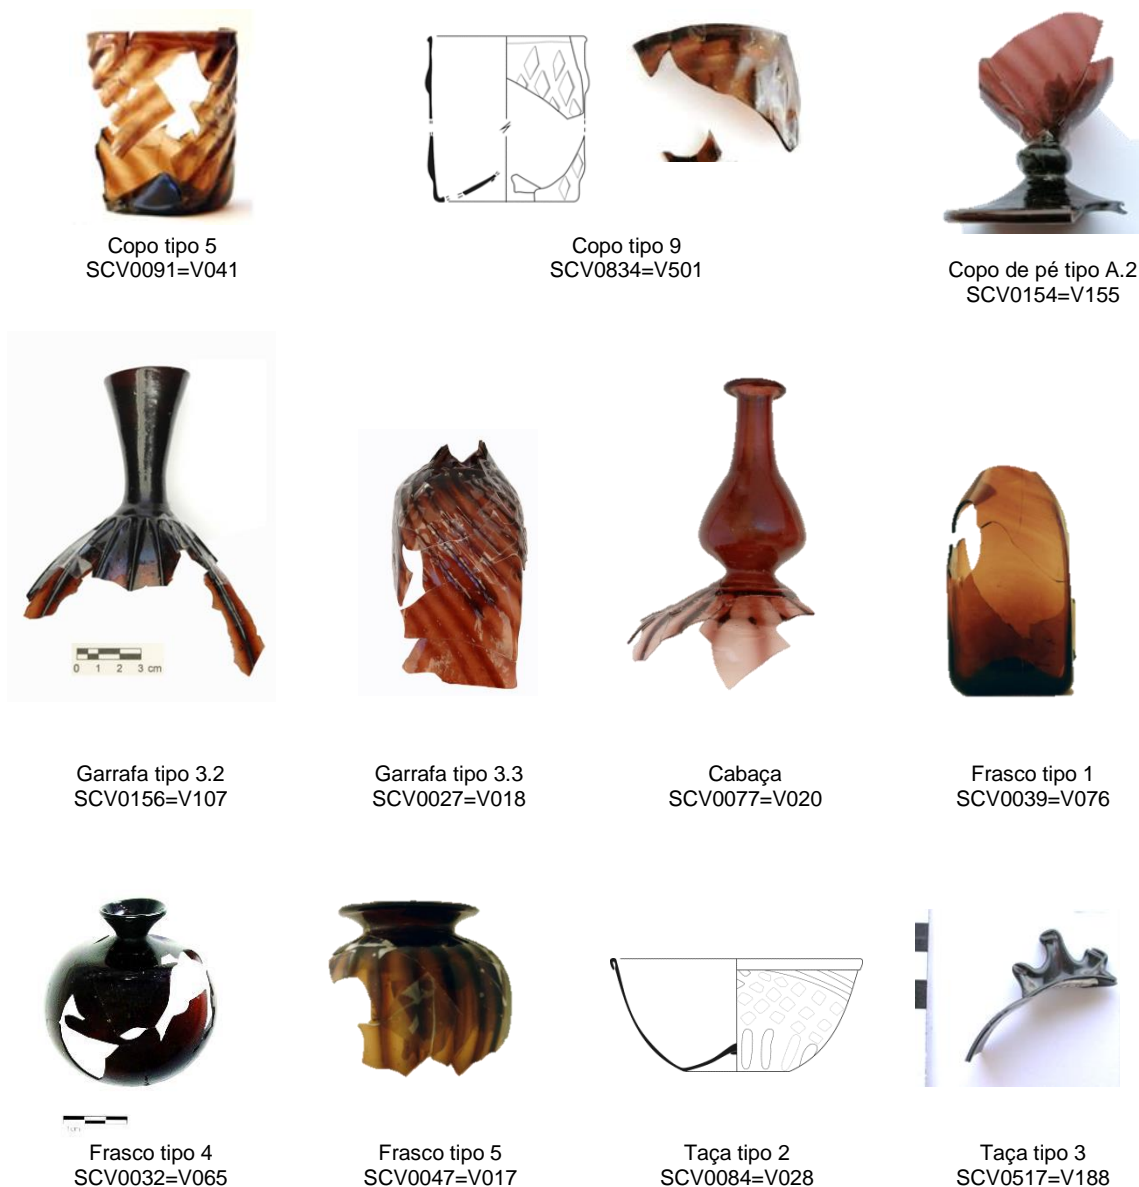 Copo tipo 5
SCV0091=V041
Copo tipo 9
SCV0834=V501
Copo de pé tipo A.2
SCV0154=V155
0 1 2 3 cm
Garrafa tipo 3.2
SCV0156=V107
Garrafa tipo 3.3
SCV0027=V018
Cabaça
SCV0077=V020
Frasco tipo 1
SCV0039=V076
Frasco tipo 4
SCV0032=V065
Frasco tipo 5
SCV0047=V017
Taça tipo 2
SCV0084=V028
Taça tipo 3
SCV0517=V188